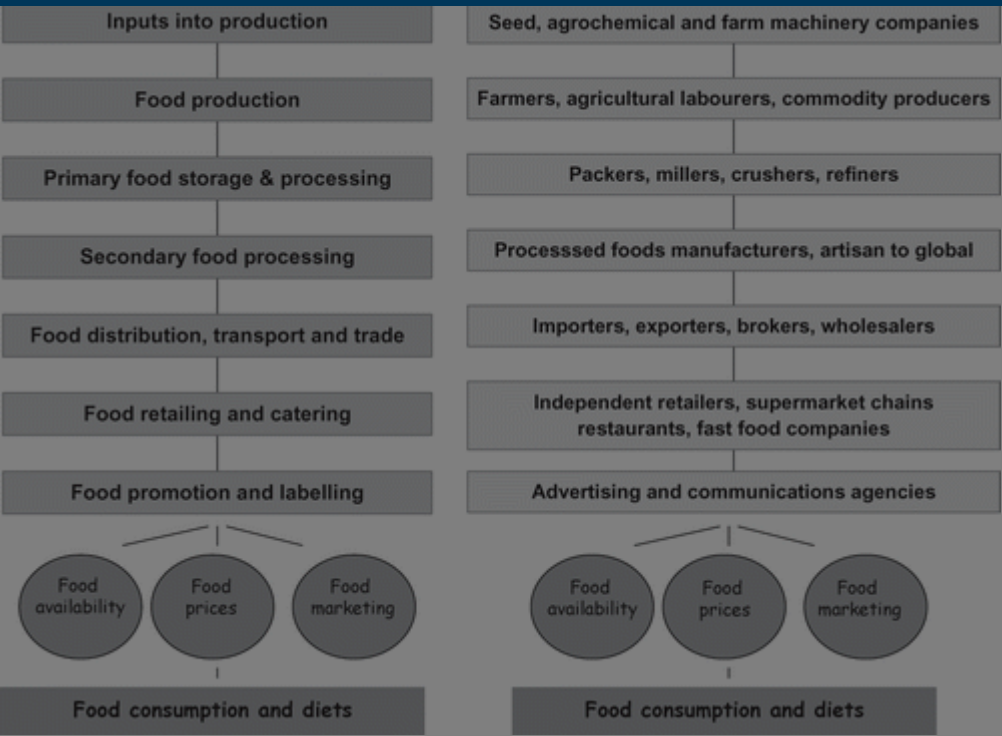 Inputs into production
Food production
Primary food storage & processing
Secondary food processing
Food distribution, transport and trade
Food retailing and catering
Food promotion and labelling
Food
availability
Food
prices
Food
marketing
Food consumption and diets
Seed, agrochemical and farm machinery companies
Farmers, agricultural labourers, commodity producers
Packers, millers, crushers, refiners
Processsed foods manufacturers, artisan to global
Importers, exporters, brokers, wholesalers
Independent retailers, supermarket chains
restaurants, fast food companies
Advertising and communications agencies
Food
availability
Food
prices
Food
marketing
Food consumption and diets